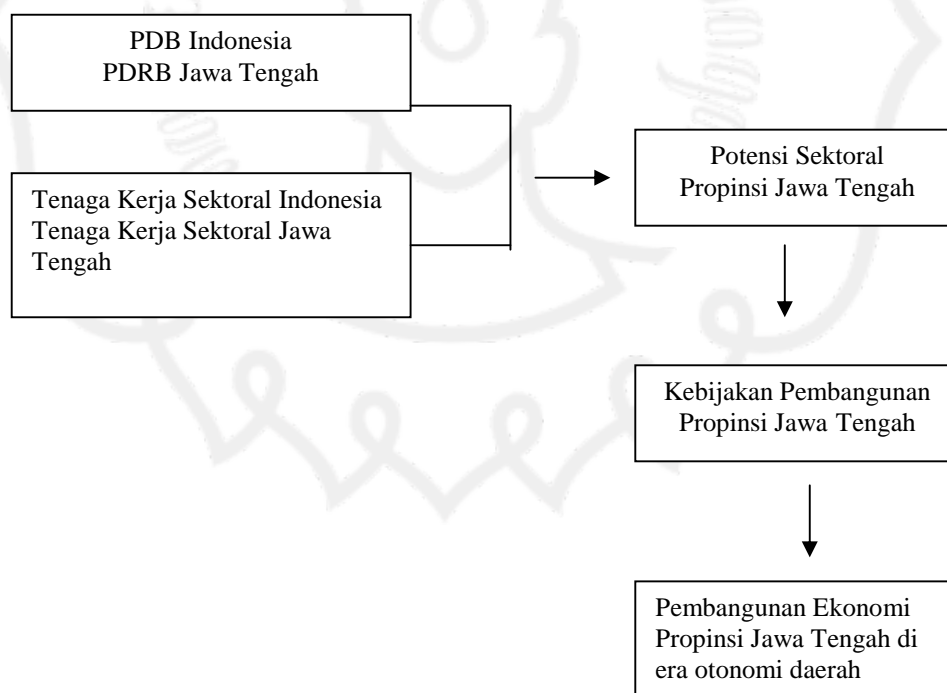 PDB Indonesia
PDRB Jawa Tengah
Tenaga Kerja Sektoral Indonesia
Tenaga Kerja Sektoral Jawa
Tengah
Potensi Sektoral
Propinsi Jawa Tengah
Kebijakan Pembangunan
Propinsi Jawa Tengah
Pembangunan Ekonomi
Propinsi Jawa Tengah di
era otonomi daerah